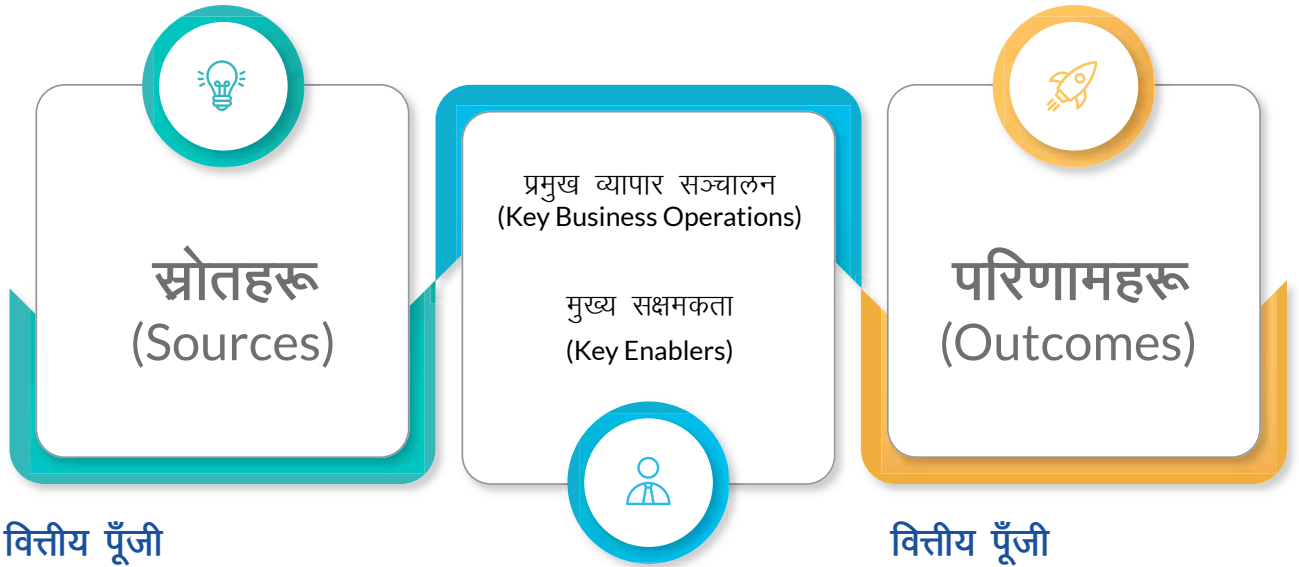 स्रोतहरू
(Sources)
प्रमुख व्यापार सञ्चालन
(Key Business Operations)
मुख्य सक्षमकता
(Key Enablers)
परिणामहरू
(Outcomes)
वित्तीय पूँजी
वित्तीय पूँजी